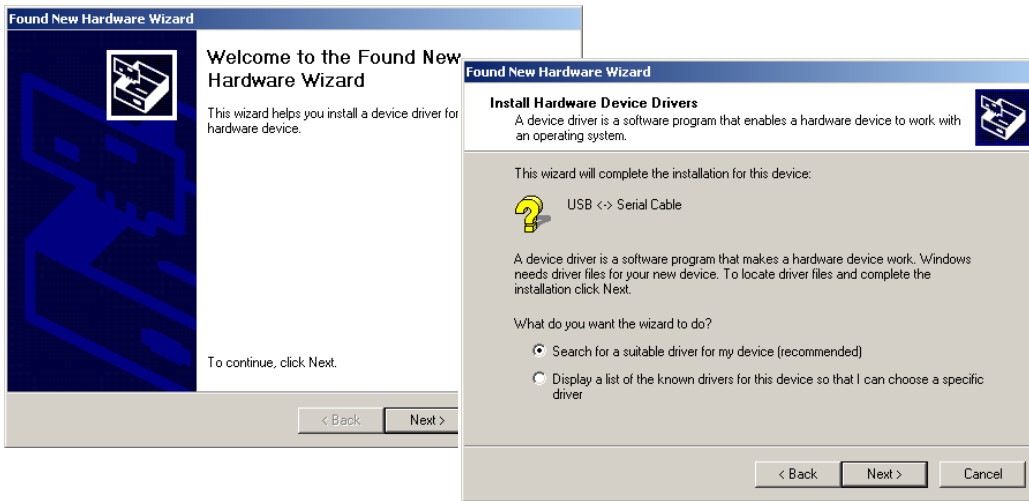 Found New Hardware Wizard
Welcome to the Found New
Hardware Wizard
This wizard helps you install a device driver for
hardware device.
To continue, click Next.
< Back
Next >
Found New Hardware Wizard
Install Hardware Device Drivers
A device driver is a software program that enables a hardware device to work with
an operating system.
This wizard will complete the installation for this device:
USB <-> Serial Cable
A device driver is a software program that makes a hardware device work. Windows
needs driver files for your new device. To locate driver files and complete the
installation click Next.
What do you want the wizard to do?
Search for a suitable driver for my device (recommended)
Display a list of the known drivers for this device so that I can choose a specific
driver
< Back
Next >
Cancel